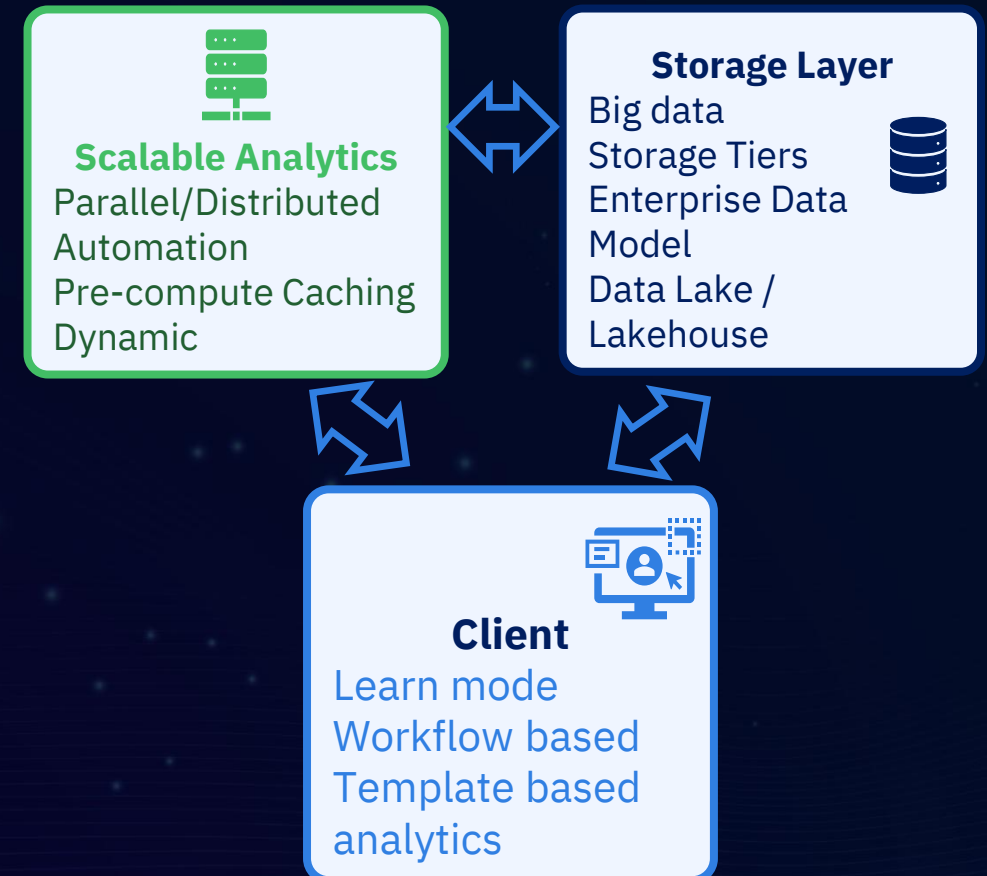 Scalable Analytics
Parallel/Distributed
Automation
Pre-compute Caching
Dynamic
Storage Layer
Big data
Storage Tiers
Enterprise Data
Model
Data Lake /
Lakehouse
Client
Learn mode
Workflow based
Template based
analytics